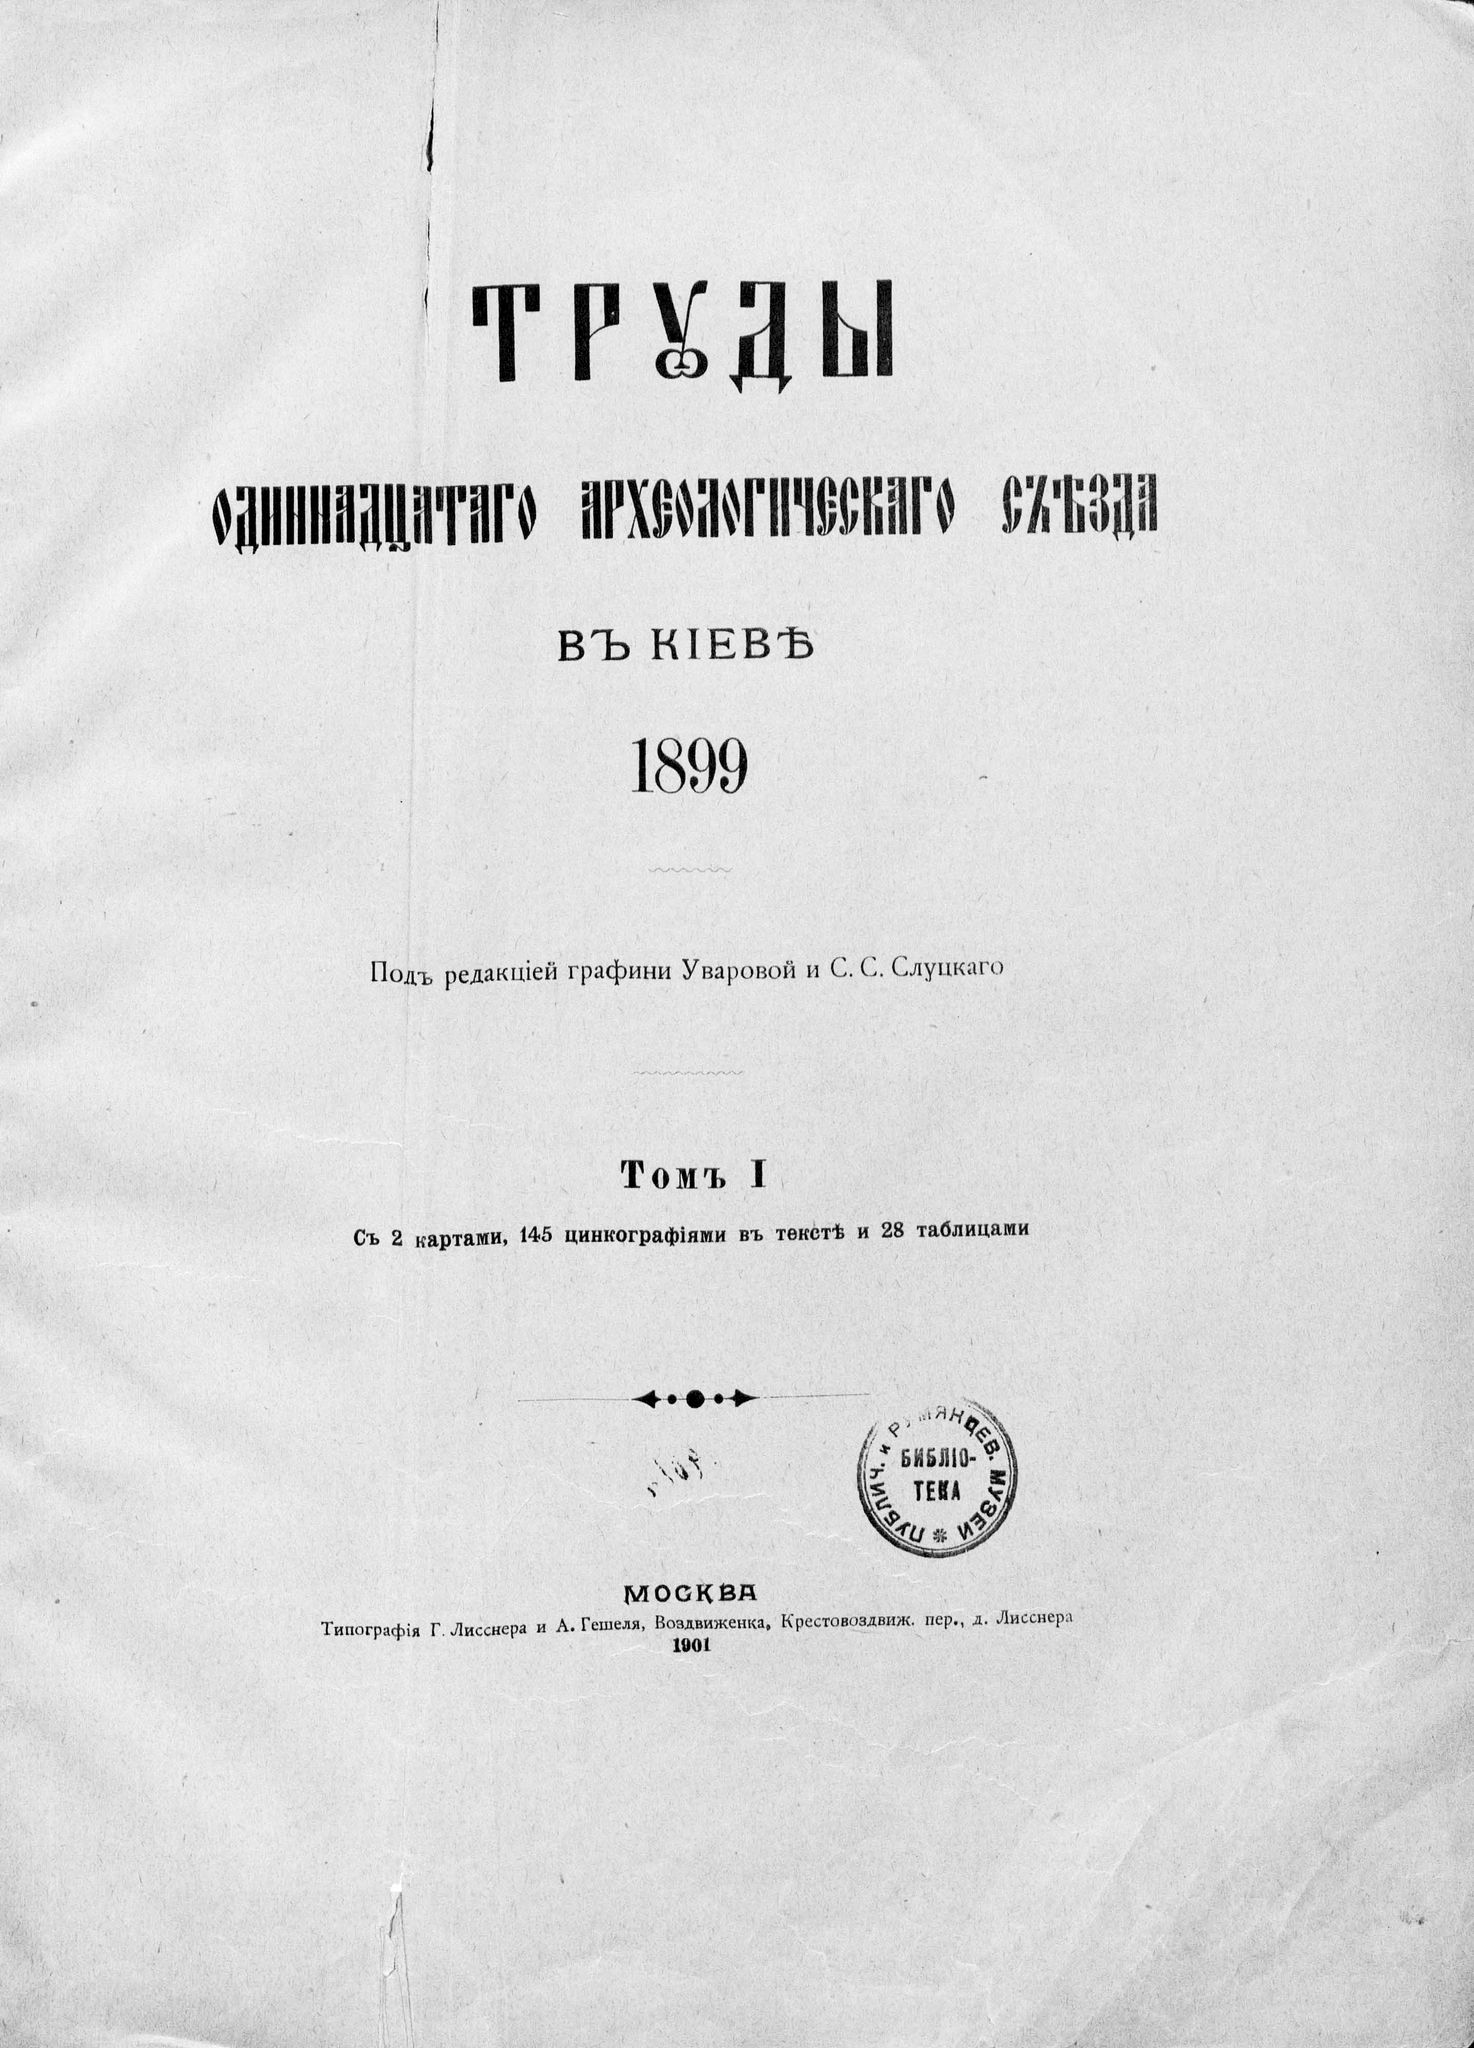 ТРУДЫ
ОДИННАДЦАТАГО АРХЕОЛОГИЧЕСКАГО СЪѢЗДА
ВЪ КІЕВѢ
1899
Подъ редакціей графини Уваровой и С. С. Слуцкаго
Томъ I
Съ 2 картами, 145 цинкографіями въ текстѣ и 28 таблицами
ПУБЛИЧ. и РУМЯНЦЕВ. МУЗЕИ
БИБЛІО-
ТЕКА
МОСКВА
Типографія Г. Лисснера и А. Гешеля, Воздвиженка, Крестовоздвиж. пер., д. Лисснера
1901